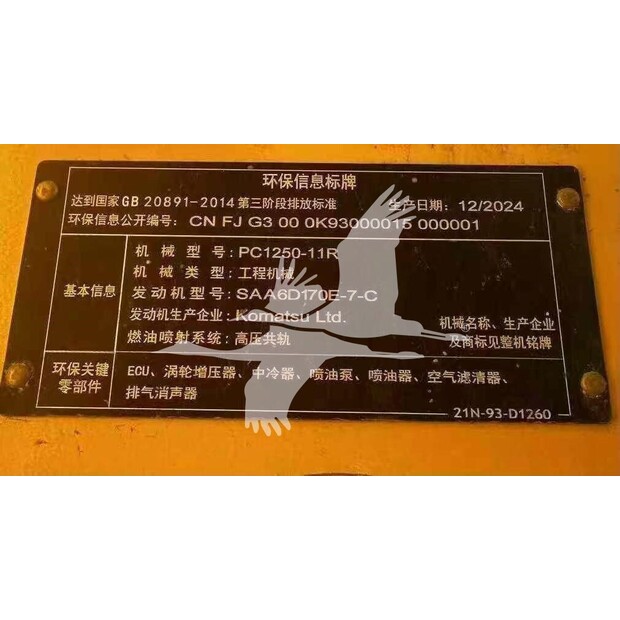 环保信息标牌
达到国家GB 20891-2014第三阶段排放标准 生产日期: 12/2024
环保信息公开编号: CN FJ G3 00 0K93000015 000001
基本信息
机械型号: PC1250-11R
机械类型: 工程机械
发动机型号: SAA6D170E-7-C
发动机生产企业: Komatsu Ltd.
燃油喷射系统: 高压共轨
机械名称、生产企业
及商标见整机铭牌
环保关键
零部件
ECU、涡轮增压器、中冷器、喷油泵、喷油器、空气滤清器、
排气消声器
21N-93-D1260